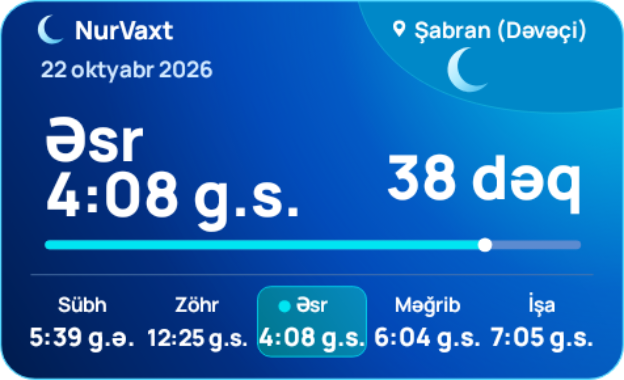 NurVaxt
Şabran (Dəvəçi)
22 oktyabr 2026
Əsr
4:08 g.s.
38 dəq
Sübh Zöhr Əsr Məğrib İşa
5:39 g.ə. 12:25 g.s. 4:08 g.s. 6:04 g.s. 7:05 g.s.